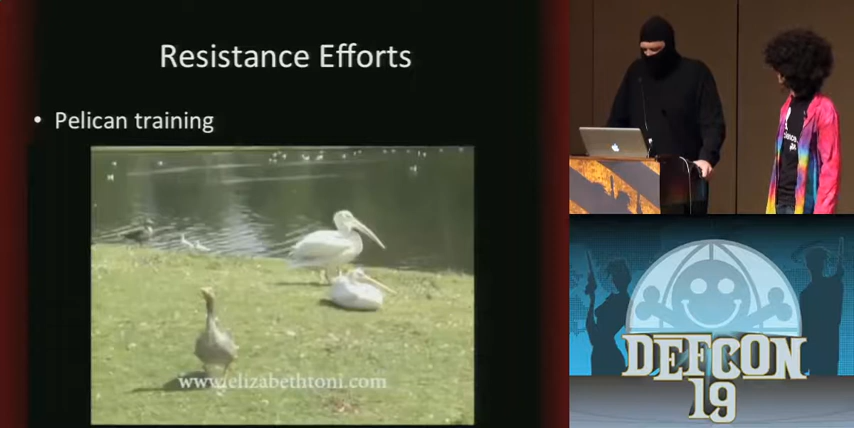 Resistance Efforts
• Pelican training
www.elizabethtoni.com
DEFCON
19